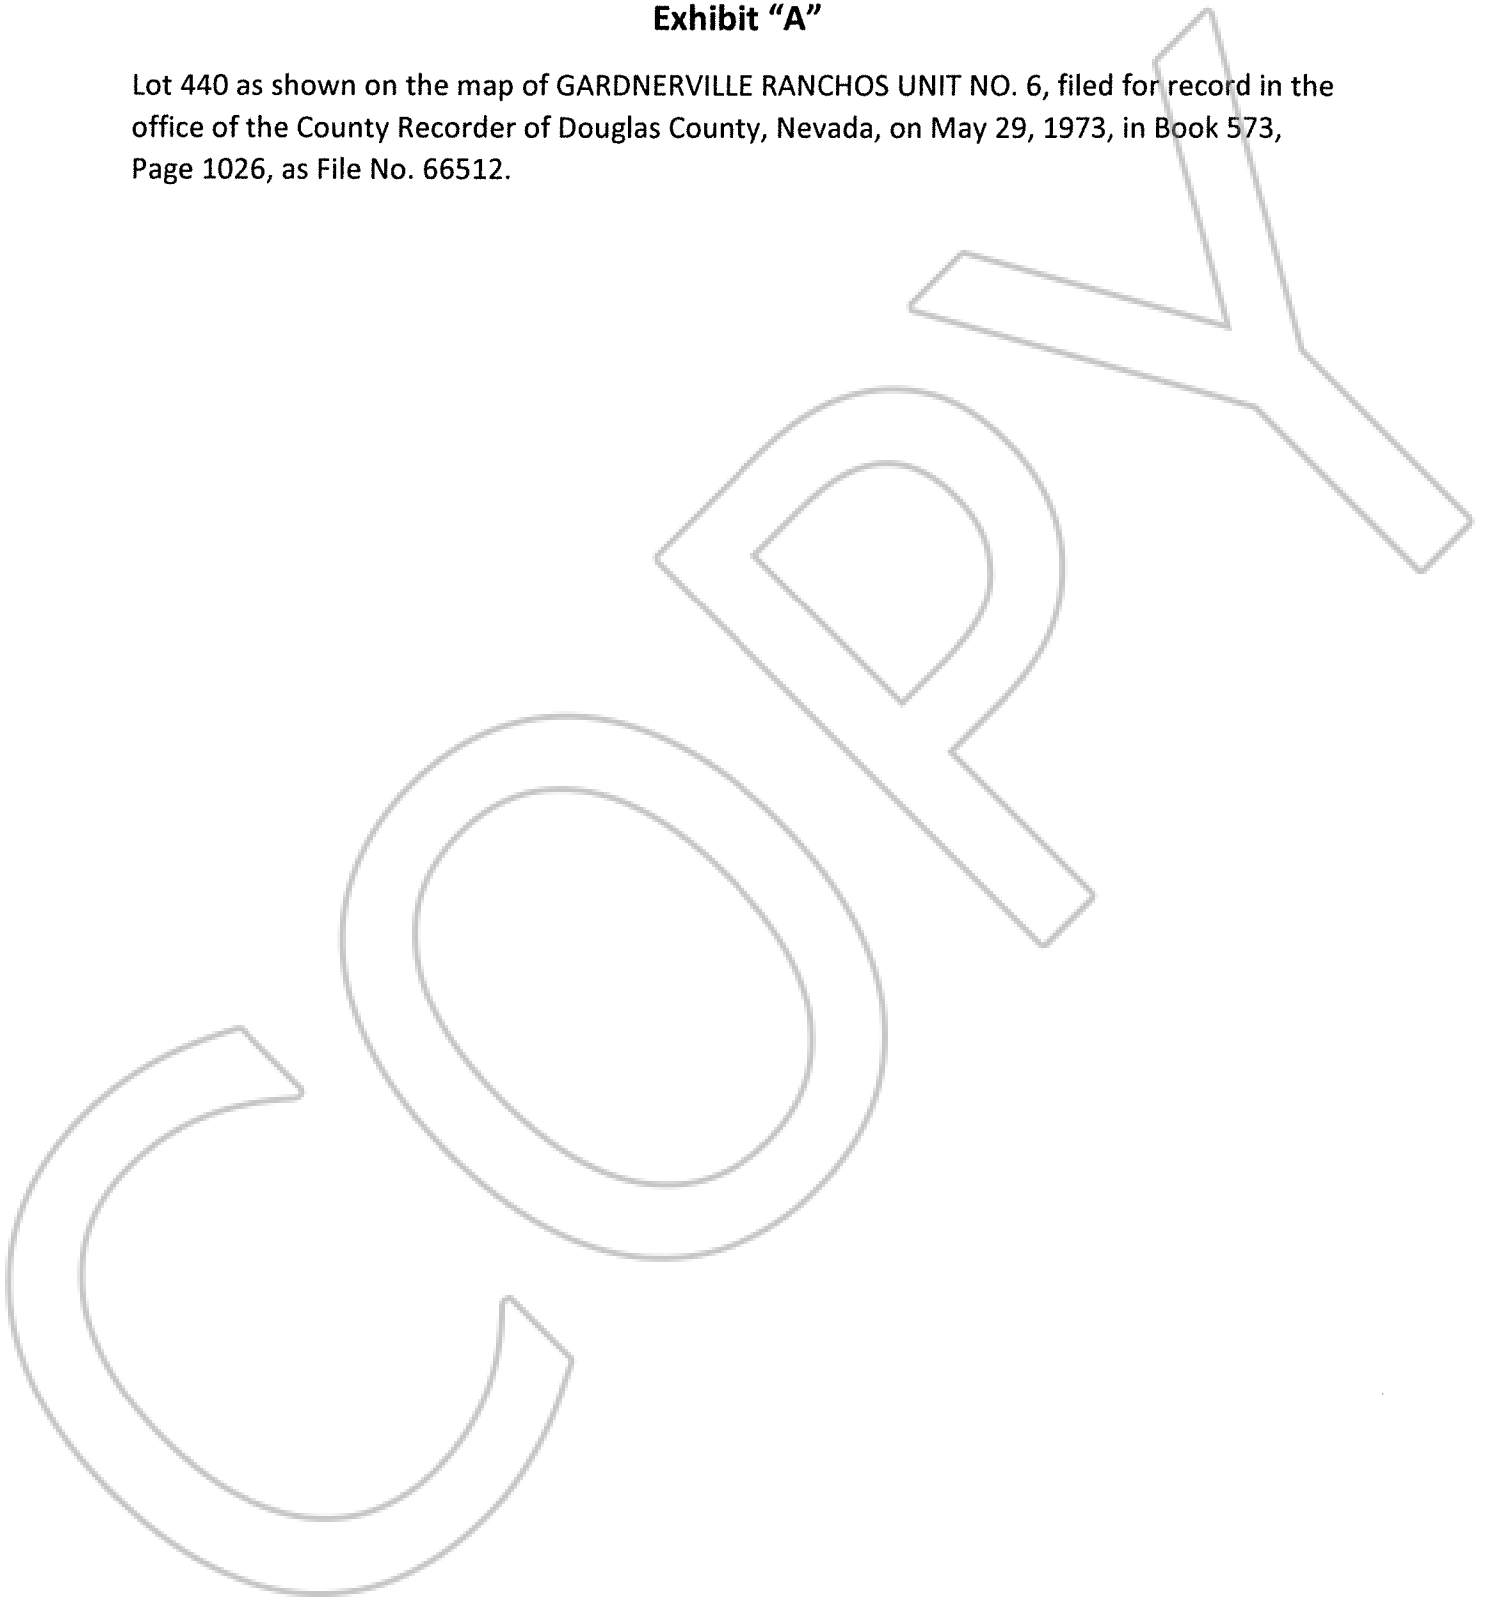 Exhibit “A”
Lot 440 as shown on the map of GARDNERVILLE RANCHOS UNIT NO. 6, filed for record in the
office of the County Recorder of Douglas County, Nevada, on May 29, 1973, in Book 573,
Page 1026, as File No. 66512.
COPY